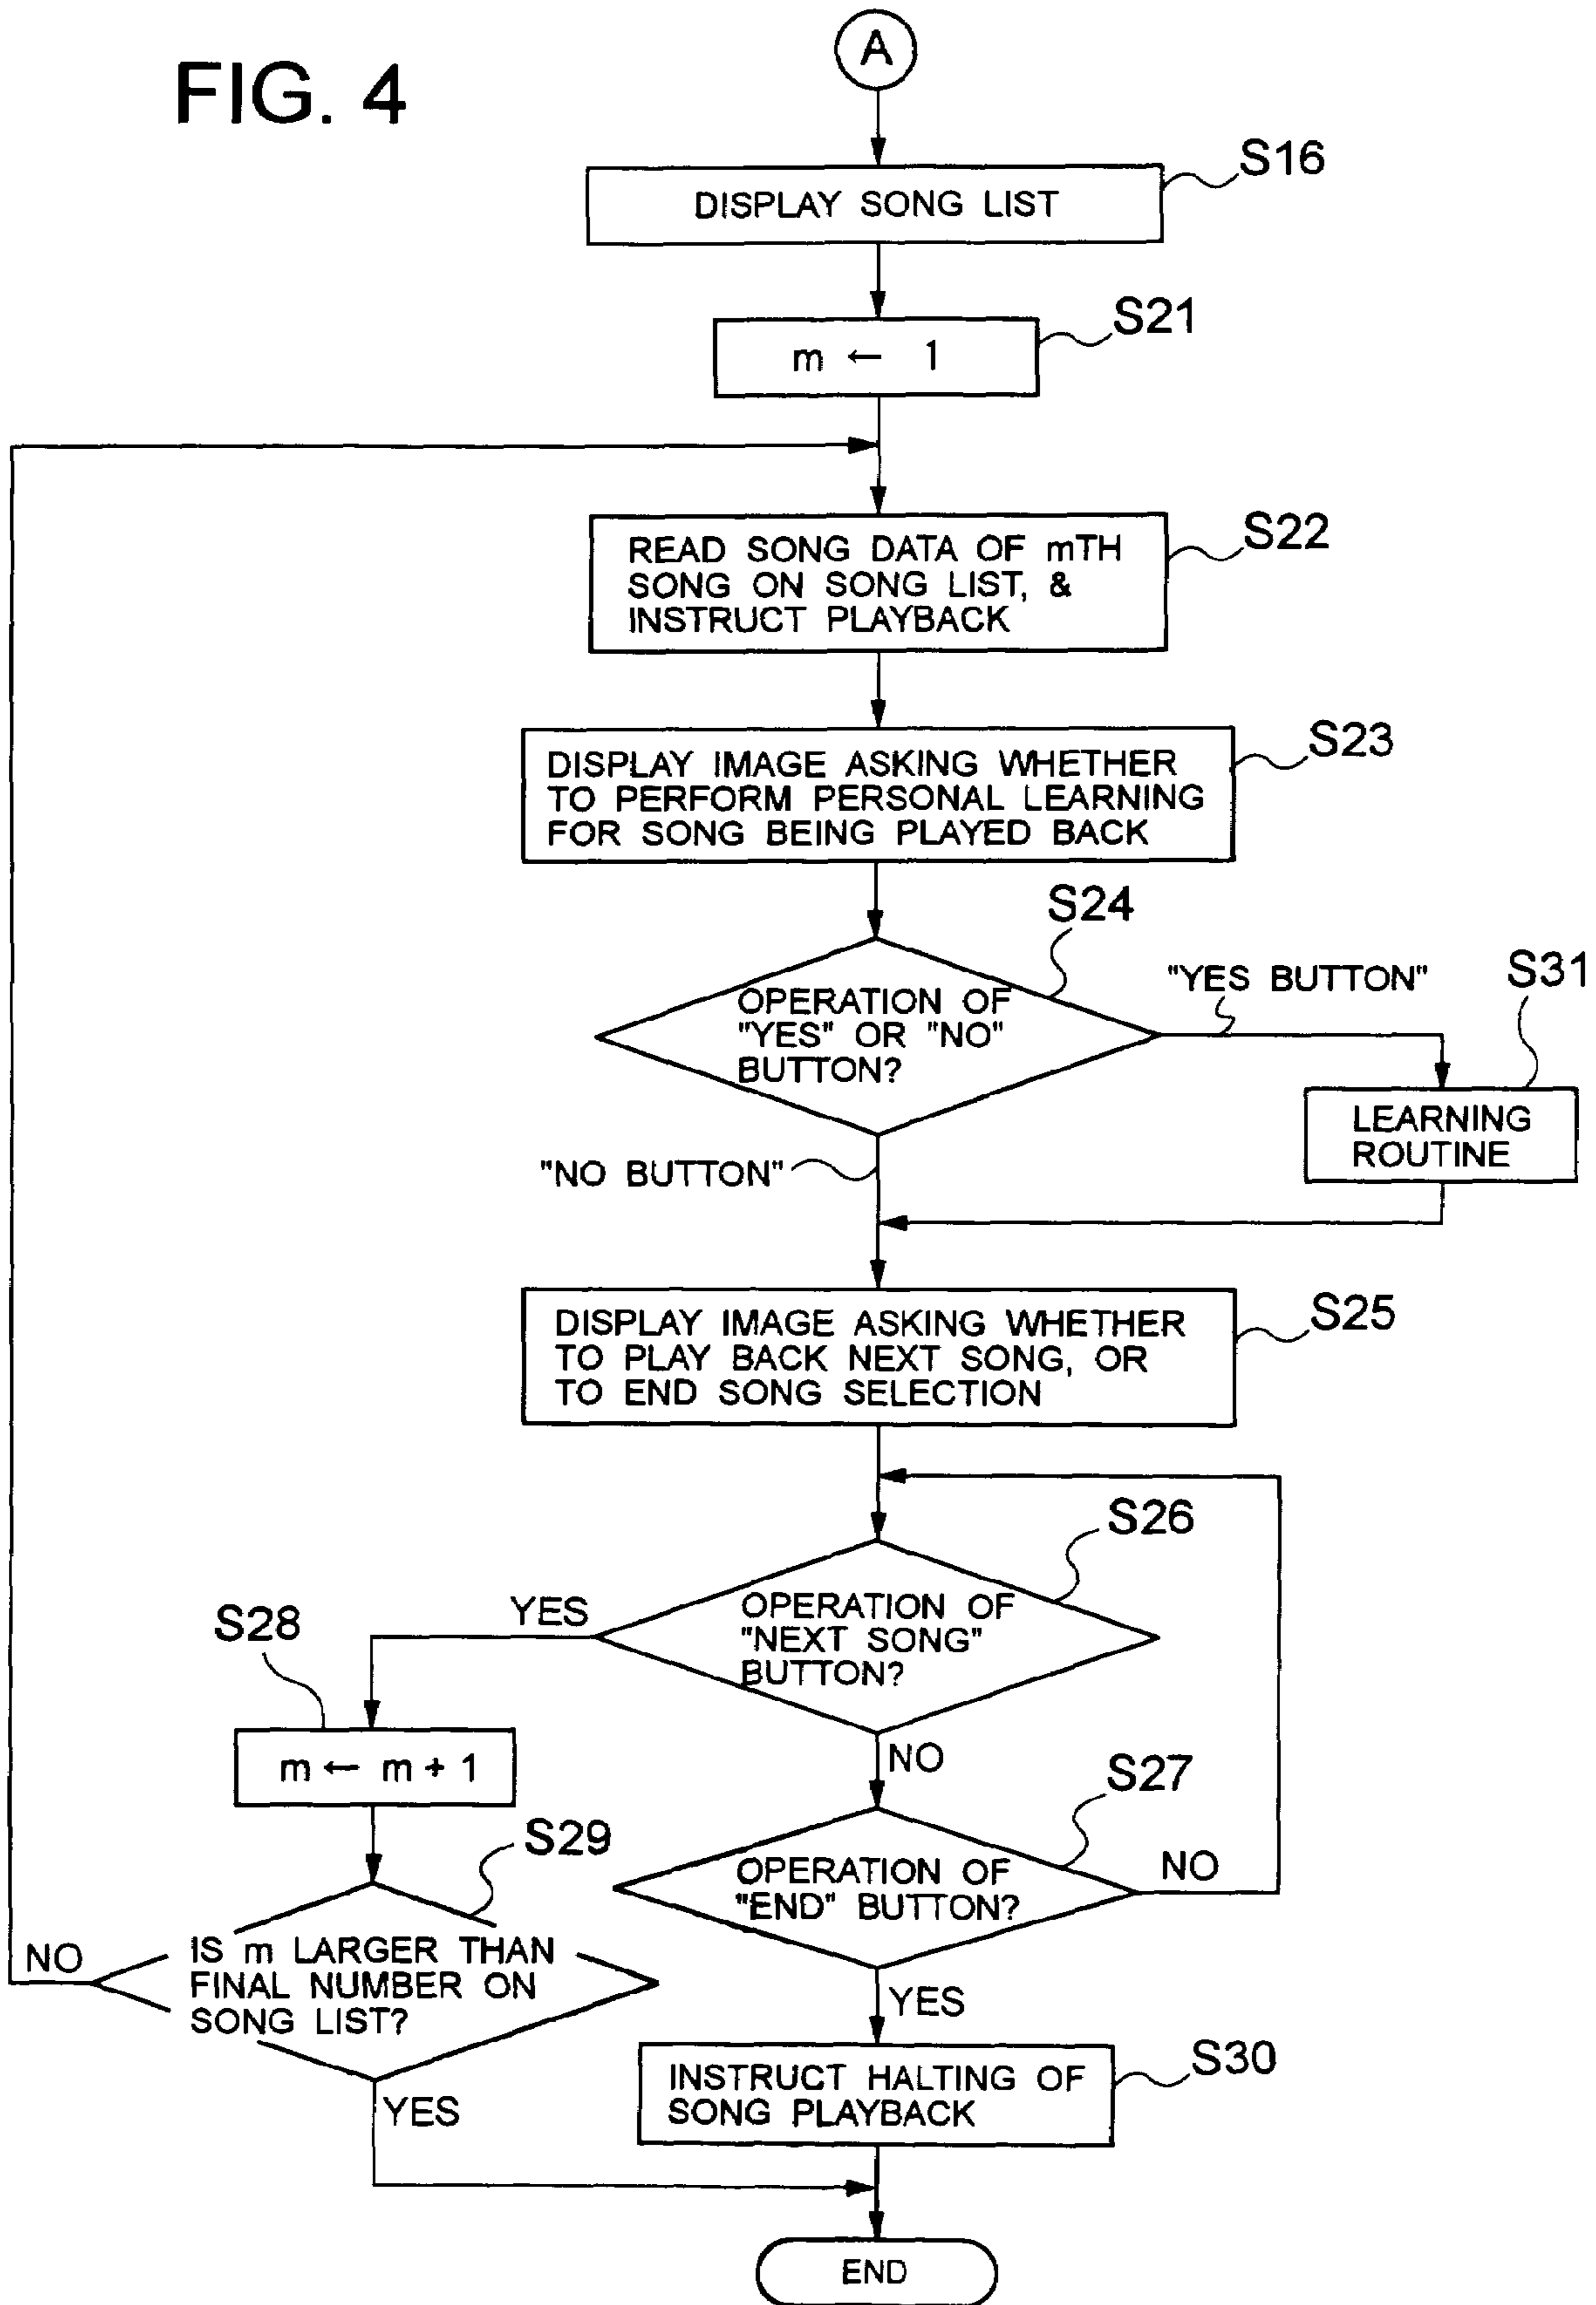 FIG. 4
A
S16
DISPLAY SONG LIST
S21
m ← 1
S22
READ SONG DATA OF mTH
SONG ON SONG LIST, &
INSTRUCT PLAYBACK
S23
DISPLAY IMAGE ASKING WHETHER
TO PERFORM PERSONAL LEARNING
FOR SONG BEING PLAYED BACK
S24
OPERATION OF
"YES" OR "NO"
BUTTON?
"YES BUTTON"
S31
LEARNING
ROUTINE
"NO BUTTON"
S25
DISPLAY IMAGE ASKING WHETHER
TO PLAY BACK NEXT SONG, OR
TO END SONG SELECTION
S26
OPERATION OF
"NEXT SONG"
BUTTON?
YES
S28
m ← m + 1
NO
S27
OPERATION OF
"END" BUTTON?
NO
S29
IS m LARGER THAN
FINAL NUMBER ON
SONG LIST?
NO
YES
YES
S30
INSTRUCT HALTING OF
SONG PLAYBACK
END